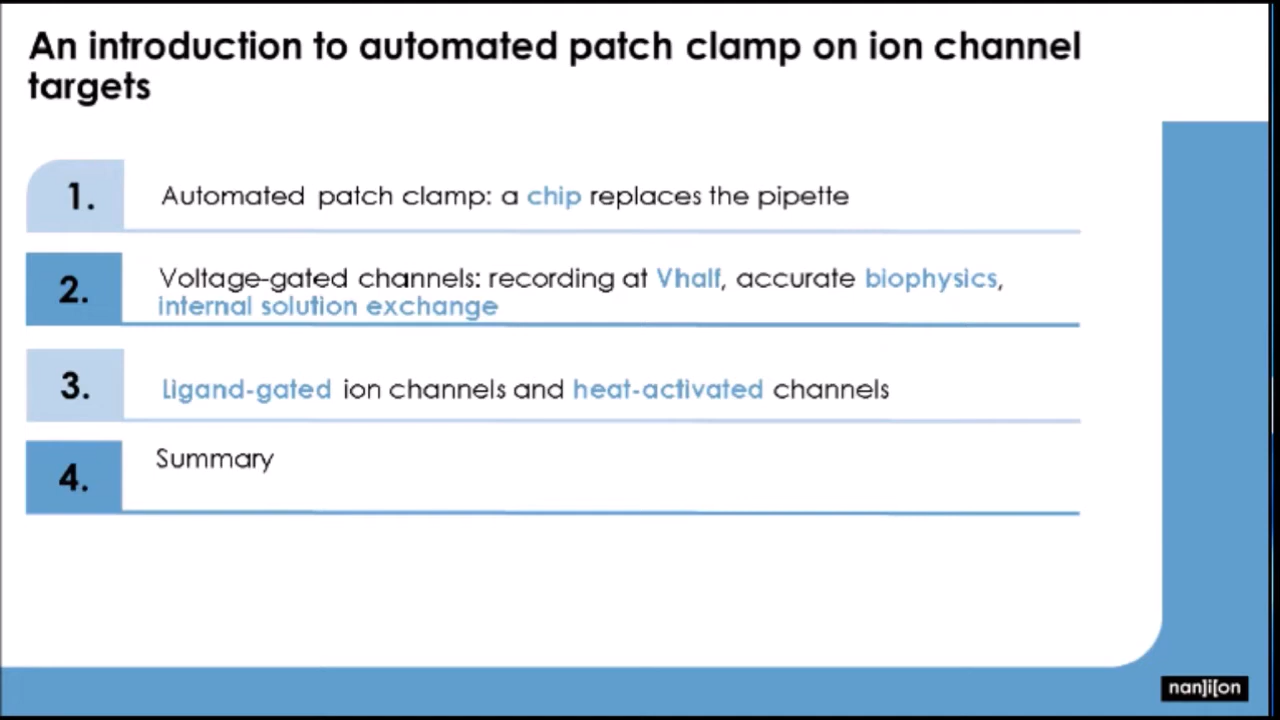 An introduction to automated patch clamp on ion channel
targets
1.
Automated patch clamp: a chip replaces the pipette
2.
Voltage-gated channels: recording at Vhalf, accurate biophysics,
internal solution exchange
3.
Ligand-gated ion channels and heat-activated channels
4.
Summary
nan]i[on